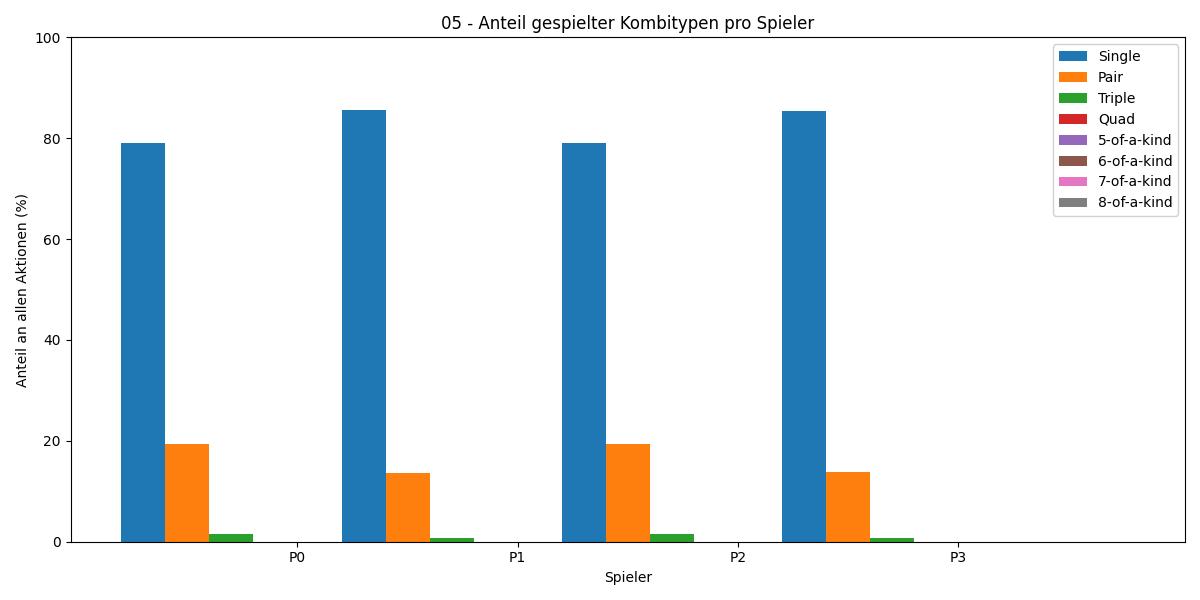 05 - Anteil gespielter Kombitypen pro Spieler
100
80
60
40
20
0
Anteil an allen Aktionen (%)
Single
Pair
Triple
Quad
5-of-a-kind
6-of-a-kind
7-of-a-kind
8-of-a-kind
P0 P1 P2 P3
Spieler